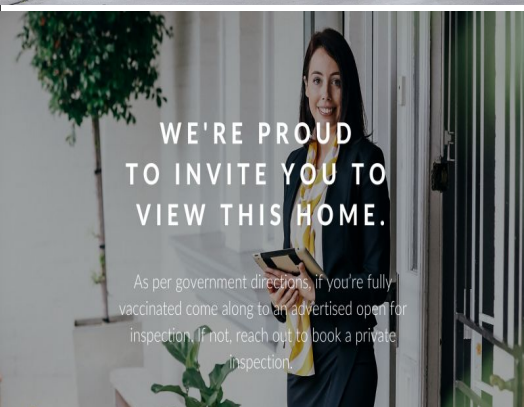 WE'RE PROUD
TO INVITE YOU TO
VIEW THIS HOME.
As per government directions, if you're fully
vaccinated come along to an advertised open for
inspection. If not, reach out to book a private
inspection.